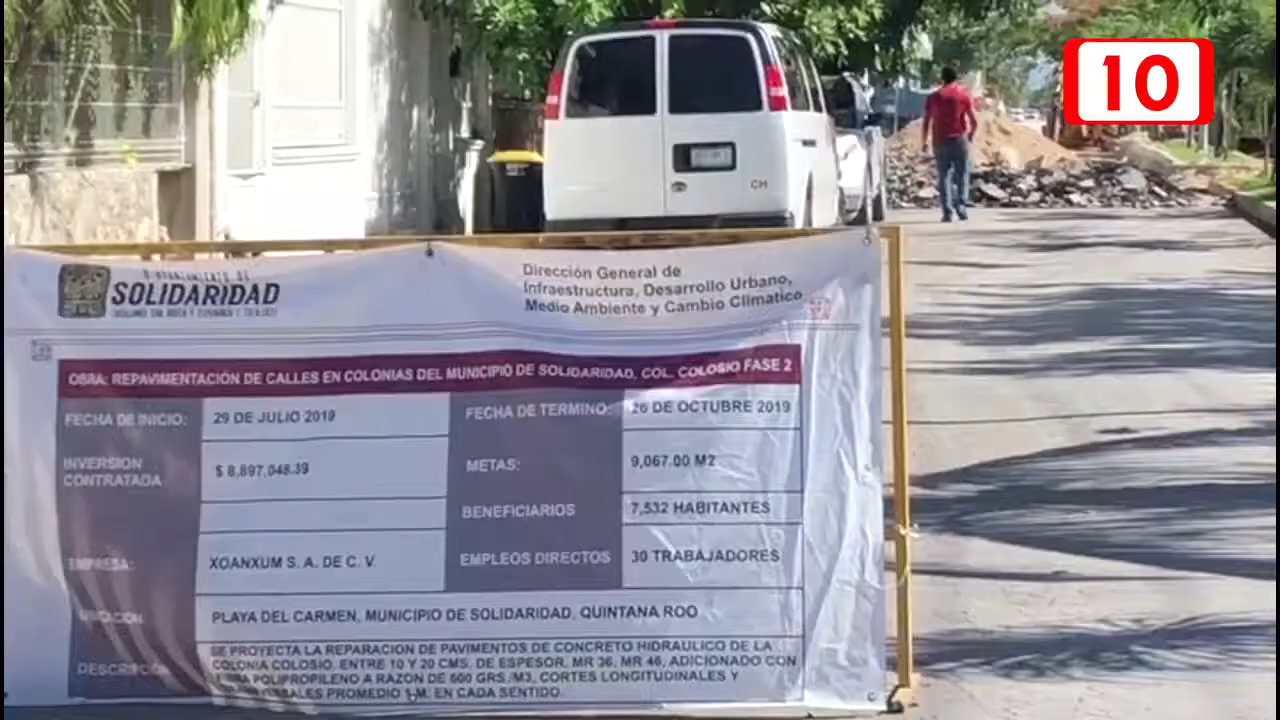 10
CH
SOLIDARIDAD
Dirección General de
Infraestructura, Desarrollo Urbano,
Medio Ambiente y Cambio Climatico
OBRA: REPAVIMENTACIÓN DE CALLES EN COLONIAS DEL MUNICIPIO DE SOLIDARIDAD, COL. COLOSIO FASE 2
FECHA DE INICIO: 29 DE JULIO 2019 FECHA DE TERMINO: 26 DE OCTUBRE 2019
INVERSION
CONTRATADA $ 8,897,048.39 METAS: 9,067.00 M2
BENEFICIARIOS 7,532 HABITANTES
EMPRESA: XOANXUM S. A. DE C. V. EMPLEOS DIRECTOS 30 TRABAJADORES
PLAYA DEL CARMEN, MUNICIPIO DE SOLIDARIDAD, QUINTANA ROO
SE PROYECTA LA REPARACION DE PAVIMENTOS DE CONCRETO HIDRAULICO DE LA
COLONIA COLOSIO, ENTRE 10 Y 20 CMS. DE ESPESOR, MR 36, MR 46, ADICIONADO CON
POLIPROPILENO A RAZON DE 600 GRS./M3, CORTES LONGITUDINALES Y
PROMEDIO EN CADA SENTIDO.